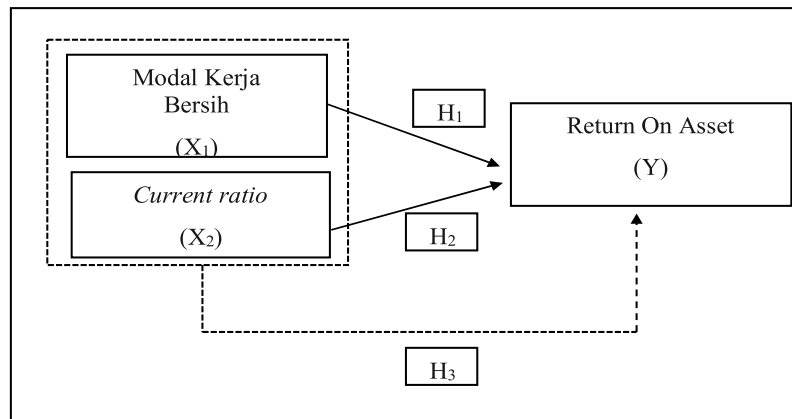 Modal Kerja
Bersih
(X₁)
H₁
Return On Asset
(Y)
Current ratio
(X₂)
H₂
H₃